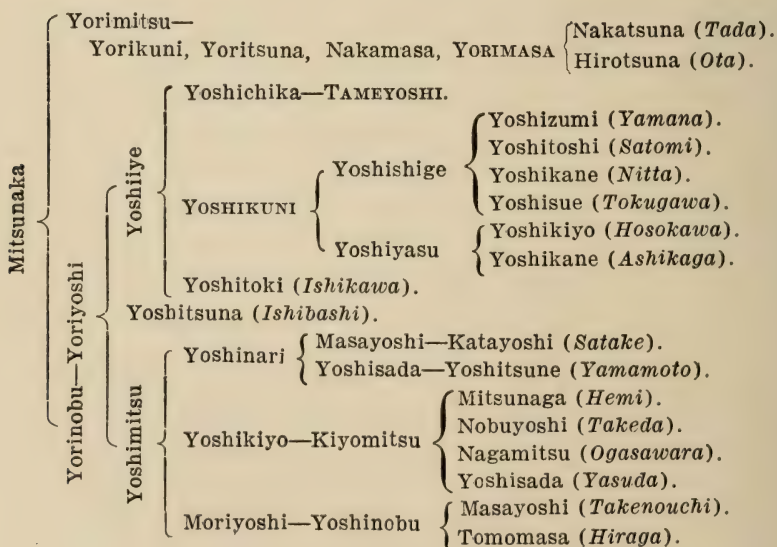 Mitsunaka
Yorimitsu—
Yorikuni, Yoritsuna, Nakamasa, YORIMASA
Nakatsuna (Tada).
Hirotsuna (Ota).
Yorinobu—Yoriyoshi
Yoshiiye
Yoshichika—TAMEYOSHI.
YOSHIKUNI
Yoshishige
Yoshizumi (Yamana).
Yoshitoshi (Satomi).
Yoshikane (Nitta).
Yoshisue (Tokugawa).
Yoshiyasu
Yoshikiyo (Hosokawa).
Yoshikane (Ashikaga).
Yoshitoki (Ishikawa).
Yoshitsuna (Ishibashi).
Yoshimitsu
Yoshinari
Masayoshi—Katayoshi (Satake).
Yoshisada—Yoshitsune (Yamamoto).
Yoshikiyo—Kiyomitsu
Mitsunaga (Hemi).
Nobuyoshi (Takeda).
Nagamitsu (Ogasawara).
Yoshisada (Yasuda).
Moriyoshi—Yoshinobu
Masayoshi (Takenouchi).
Tomomasa (Hiraga).